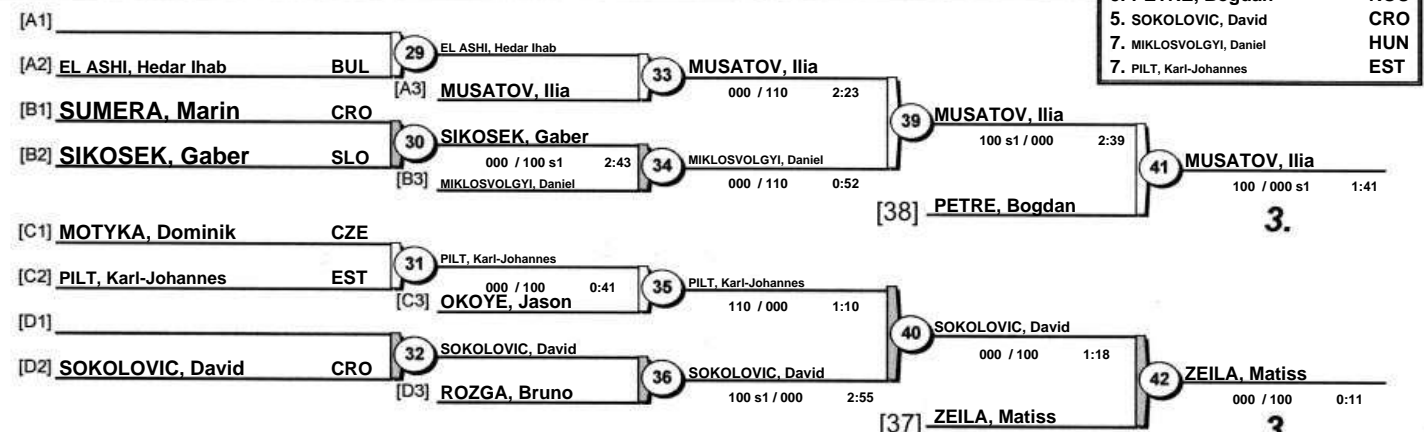 5. SOKOLOVIC, David CRO
7. MIKLOSVOLGYI, Daniel HUN
7. PILT, Karl-Johannes EST
[A1]
[A2] EL ASHI, Hedar Ihab BUL
29
EL ASHI, Hedar Ihab
[A3] MUSATOV, Ilia
33
MUSATOV, Ilia
000 / 110 2:23
[B1] SUMERA, Marin CRO
[B2] SIKOSEK, Gaber SLO
30
SIKOSEK, Gaber
000 / 100 s1 2:43
[B3] MIKLOSVOLGYI, Daniel
34
MIKLOSVOLGYI, Daniel
000 / 110 0:52
39
MUSATOV, Ilia
100 s1 / 000 2:39
[38] PETRE, Bogdan
41
MUSATOV, Ilia
100 / 000 s1 1:41
3.
[C1] MOTYKA, Dominik CZE
[C2] PILT, Karl-Johannes EST
31
PILT, Karl-Johannes
000 / 100 0:41
[C3] OKOYE, Jason
35
PILT, Karl-Johannes
110 / 000 1:10
[D1]
[D2] SOKOLOVIC, David CRO
32
SOKOLOVIC, David
[D3] ROZGA, Bruno
36
SOKOLOVIC, David
100 s1 / 000 2:55
40
SOKOLOVIC, David
000 / 100 1:18
[37] ZEILA, Matiss
42
ZEILA, Matiss
000 / 100 0:11
3